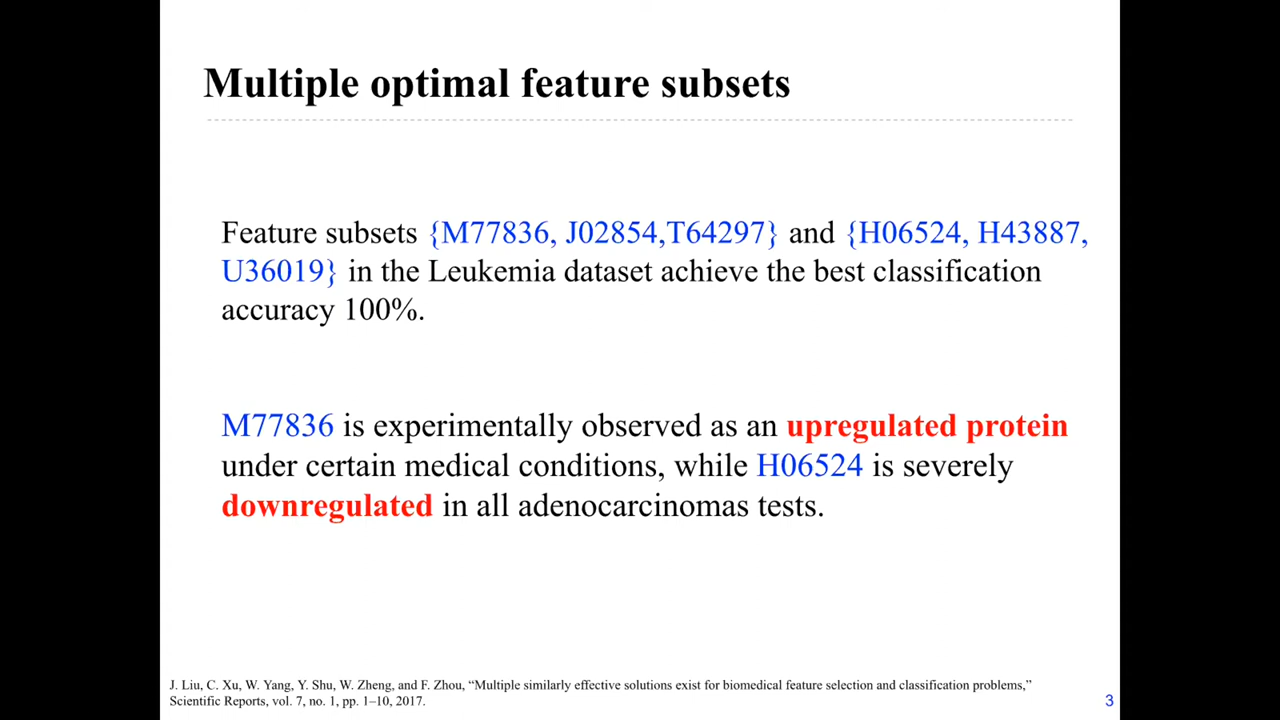 Multiple optimal feature subsets
Feature subsets {M77836, J02854,T64297} and {H06524, H43887,
U36019} in the Leukemia dataset achieve the best classification
accuracy 100%.
M77836 is experimentally observed as an upregulated protein
under certain medical conditions, while H06524 is severely
downregulated in all adenocarcinomas tests.
J. Liu, C. Xu, W. Yang, Y. Shu, W. Zheng, and F. Zhou, “Multiple similarly effective solutions exist for biomedical feature selection and classification problems,”
Scientific Reports, vol. 7, no. 1, pp. 1–10, 2017.
3